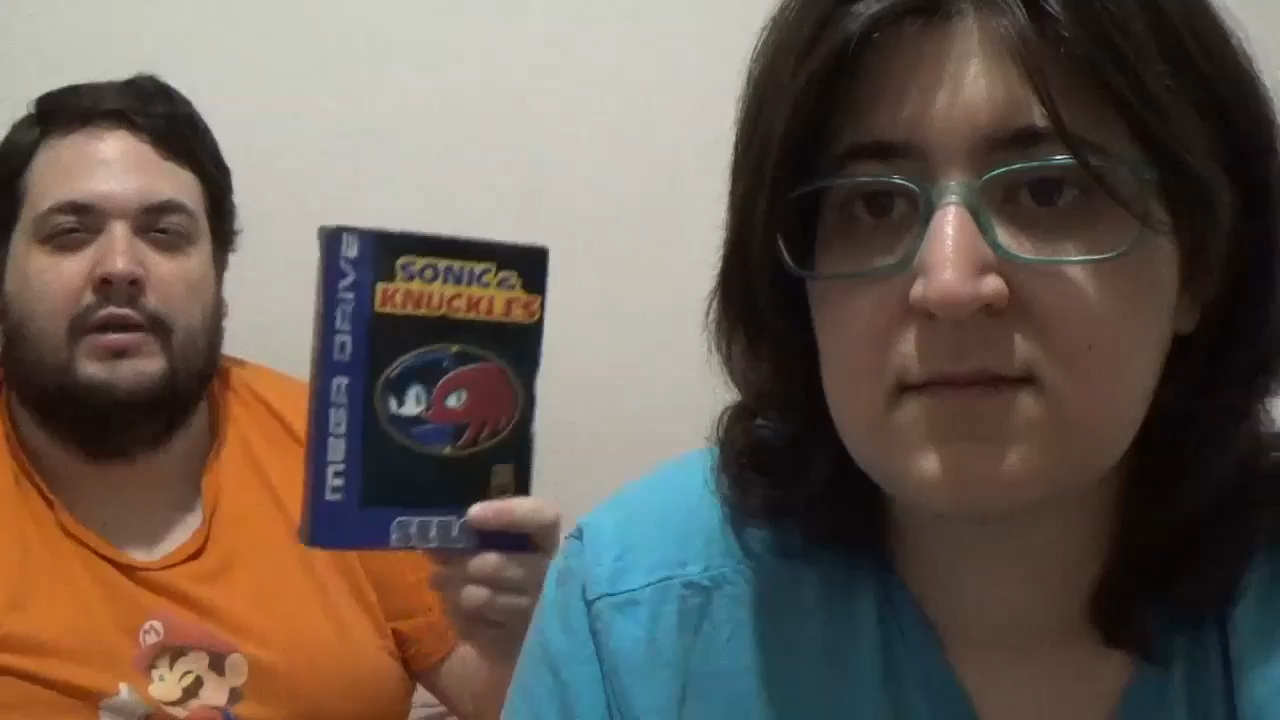 MEGA DRIVE
SONIC &
KNUCKLES
SEGA
M